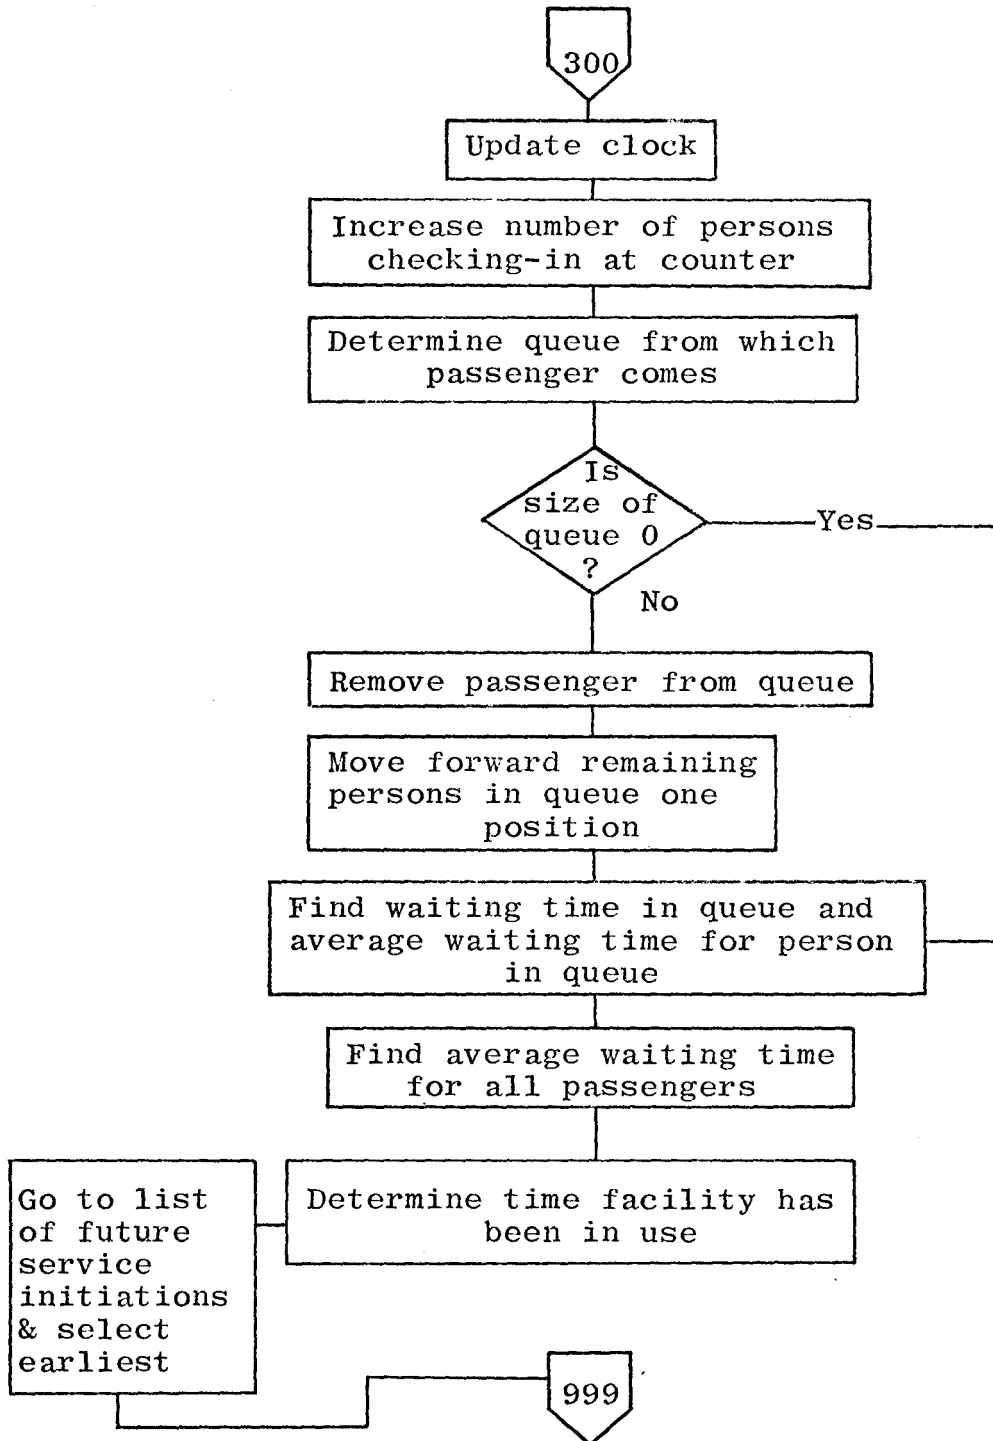 300
Update clock
Increase number of persons
checking-in at counter
Determine queue from which
passenger comes
Is
size of
queue 0
?
Yes
No
Remove passenger from queue
Move forward remaining
persons in queue one
position
Find waiting time in queue and
average waiting time for person
in queue
Find average waiting time
for all passengers
Determine time facility has
been in use
Go to list
of future
service
initiations
& select
earliest
999